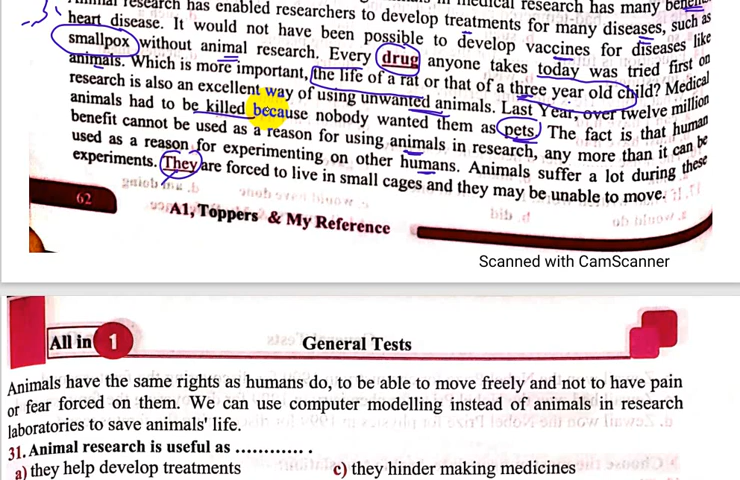 Animal research has enabled researchers to develop treatments for many diseases, such as
heart disease. It would not have been possible to develop vaccines for diseases like
smallpox without animal research. Every drug anyone takes today was tried first on
animals. Which is more important, the life of a rat or that of a three year old child? Medical
research is also an excellent way of using unwanted animals. Last Year, over twelve million
animals had to be killed because nobody wanted them as pets. The fact is that human
benefit cannot be used as a reason for using animals in research, any more than it can be
used as a reason for experimenting on other humans. Animals suffer a lot during these
experiments. They are forced to live in small cages and they may be unable to move.
62
A1, Toppers & My Reference
Scanned with CamScanner
All in 1
General Tests
Animals have the same rights as humans do, to be able to move freely and not to have pain
or fear forced on them. We can use computer modelling instead of animals in research
laboratories to save animals' life.
31. Animal research is useful as .............
a) they help develop treatments c) they hinder making medicines